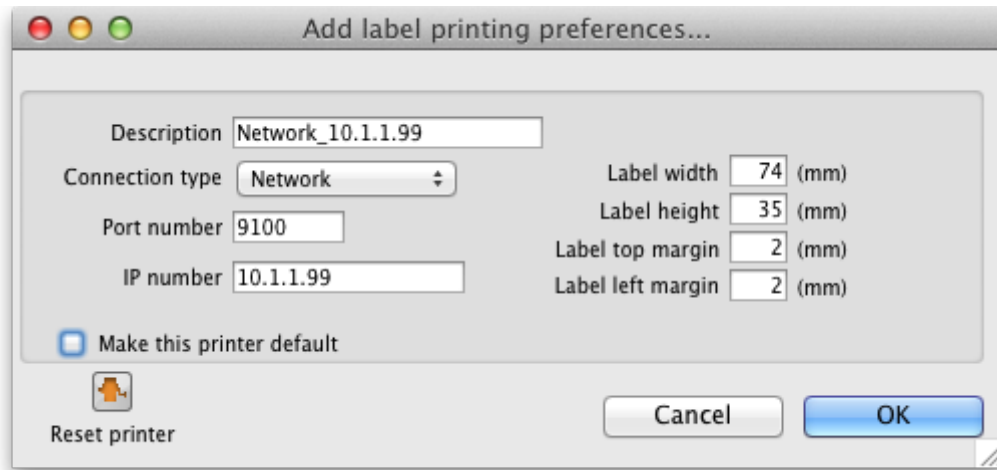 Add label printing preferences...
Description Network_10.1.1.99
Connection type Network
Port number 9100
IP number 10.1.1.99
Label width 74 (mm)
Label height 35 (mm)
Label top margin 2 (mm)
Label left margin 2 (mm)
Make this printer default
Reset printer
Cancel
OK